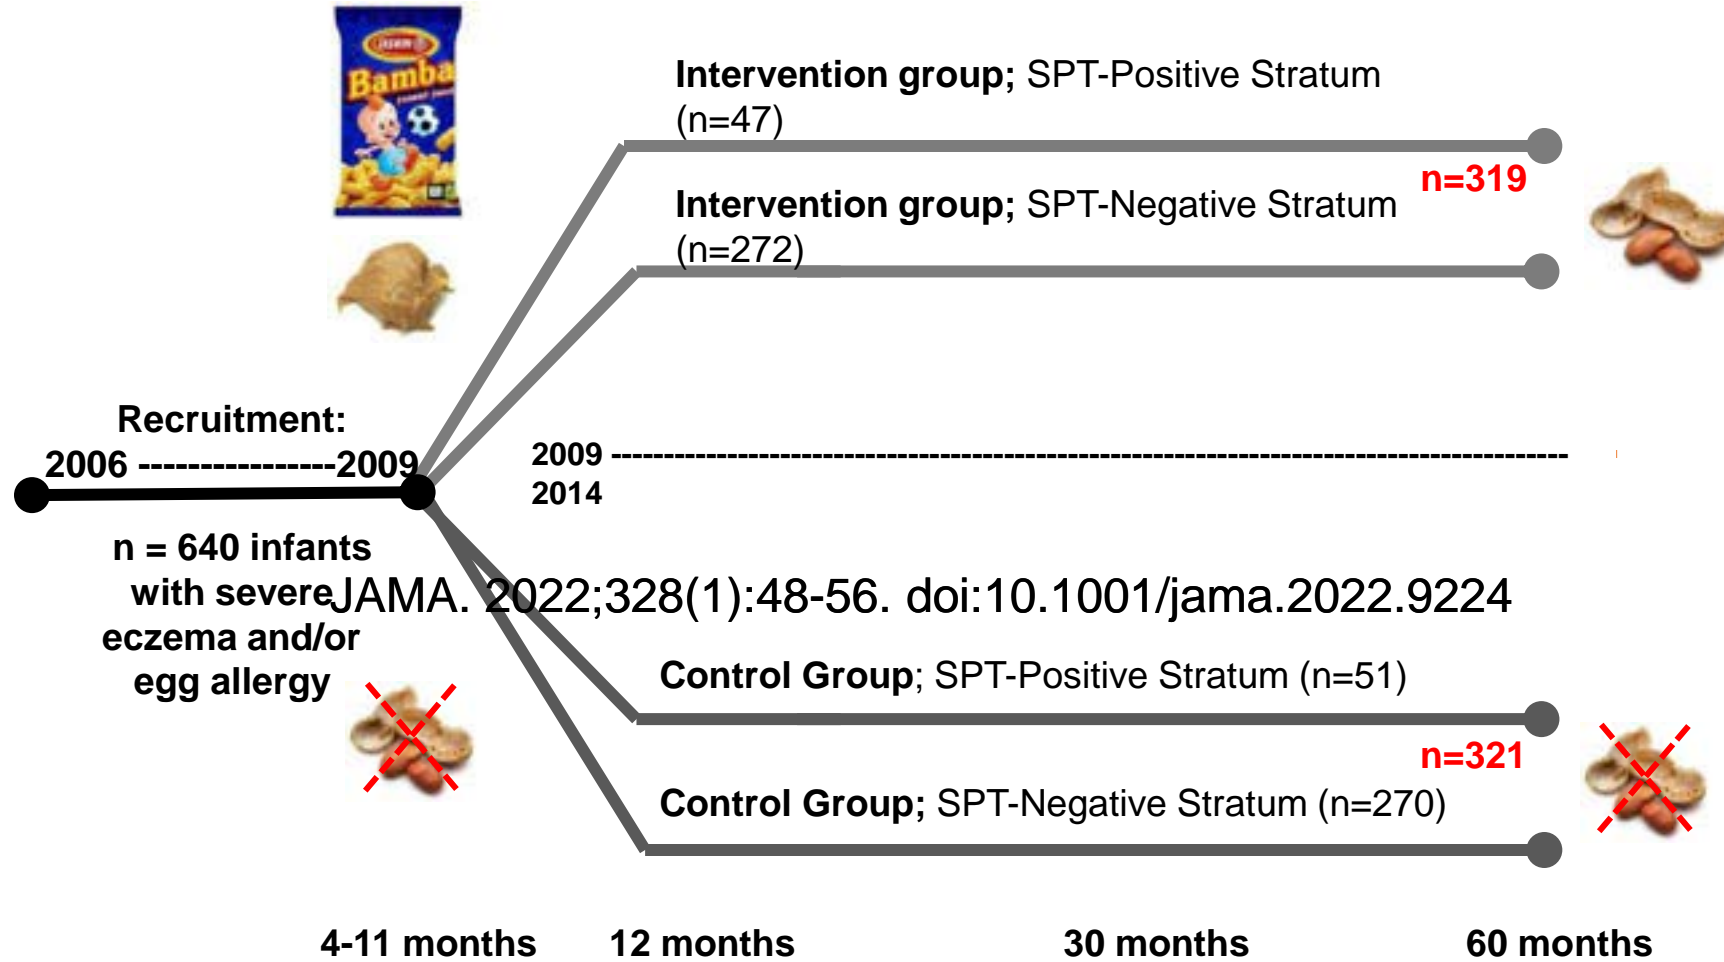 Bamba
Intervention group; SPT-Positive Stratum
(n=47)
n=319
Intervention group; SPT-Negative Stratum
(n=272)
Recruitment:
2006 ----------------2009
2009 --------------------------------------------------------------------------------------------
2014
n = 640 infants
with severe
eczema and/or
egg allergy
JAMA. 2022;328(1):48-56. doi:10.1001/jama.2022.9224
Control Group; SPT-Positive Stratum (n=51)
n=321
Control Group; SPT-Negative Stratum (n=270)
4-11 months 12 months 30 months 60 months